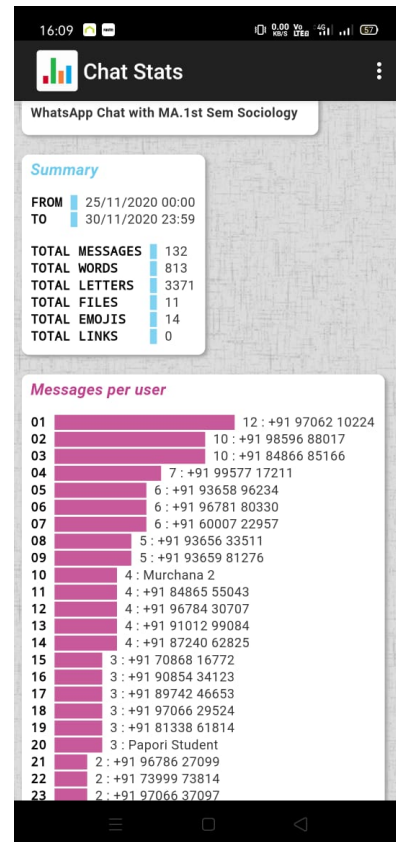 16:09
0.00 KB/S
Vo LTE
4G
57
Chat Stats
WhatsApp Chat with MA.1st Sem Sociology
Summary
FROM 25/11/2020 00:00
TO 30/11/2020 23:59
TOTAL MESSAGES 132
TOTAL WORDS 813
TOTAL LETTERS 3371
TOTAL FILES 11
TOTAL EMOJIS 14
TOTAL LINKS 0
Messages per user
01 12 : +91 97062 10224
02 10 : +91 98596 88017
03 10 : +91 84866 85166
04 7 : +91 99577 17211
05 6 : +91 93658 96234
06 6 : +91 96781 80330
07 6 : +91 60007 22957
08 5 : +91 93656 33511
09 5 : +91 93659 81276
10 4 : Murchana 2
11 4 : +91 84865 55043
12 4 : +91 96784 30707
13 4 : +91 91012 99084
14 4 : +91 87240 62825
15 3 : +91 70868 16772
16 3 : +91 90854 34123
17 3 : +91 89742 46653
18 3 : +91 97066 29524
19 3 : +91 81338 61814
20 3 : Papori Student
21 2 : +91 96786 27099
22 2 : +91 73999 73814
23 2 : +91 97066 37097